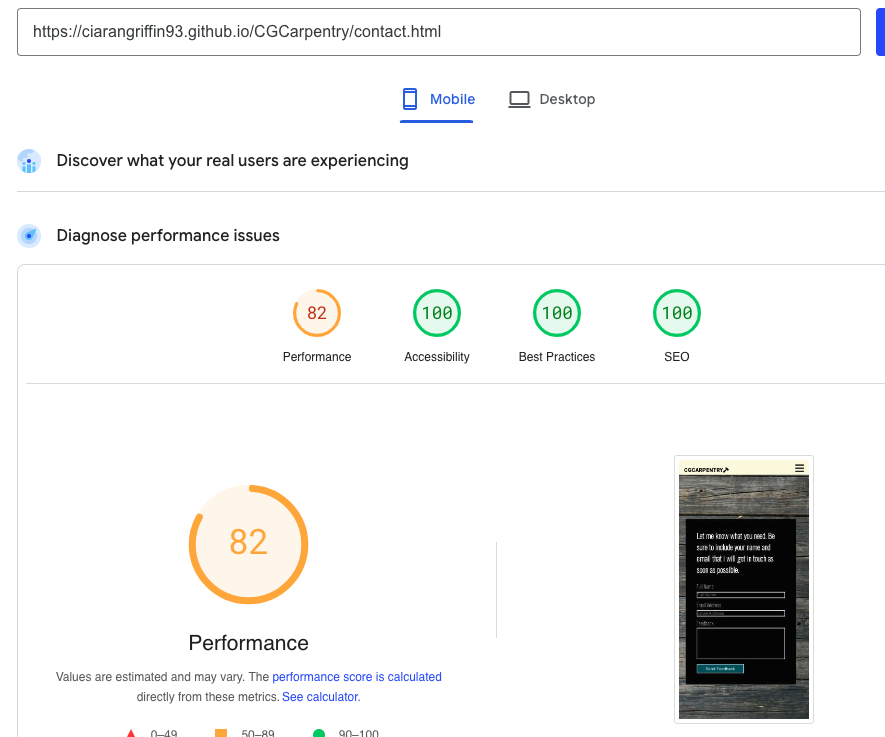 https://ciarangriffin93.github.io/CGCarpentry/contact.html
Mobile
Desktop
Discover what your real users are experiencing
Diagnose performance issues
82
100
100
100
Performance
Accessibility
Best Practices
SEO
CGCARPENTRY
Let me know what you need. Be
sure to include your name and
email that I will get in touch as
soon as possible.
Full Name
Email Address
Feedback
Send Feedback
82
Performance
Values are estimated and may vary. The performance score is calculated
directly from these metrics. See calculator.
0–49
50–89
90–100